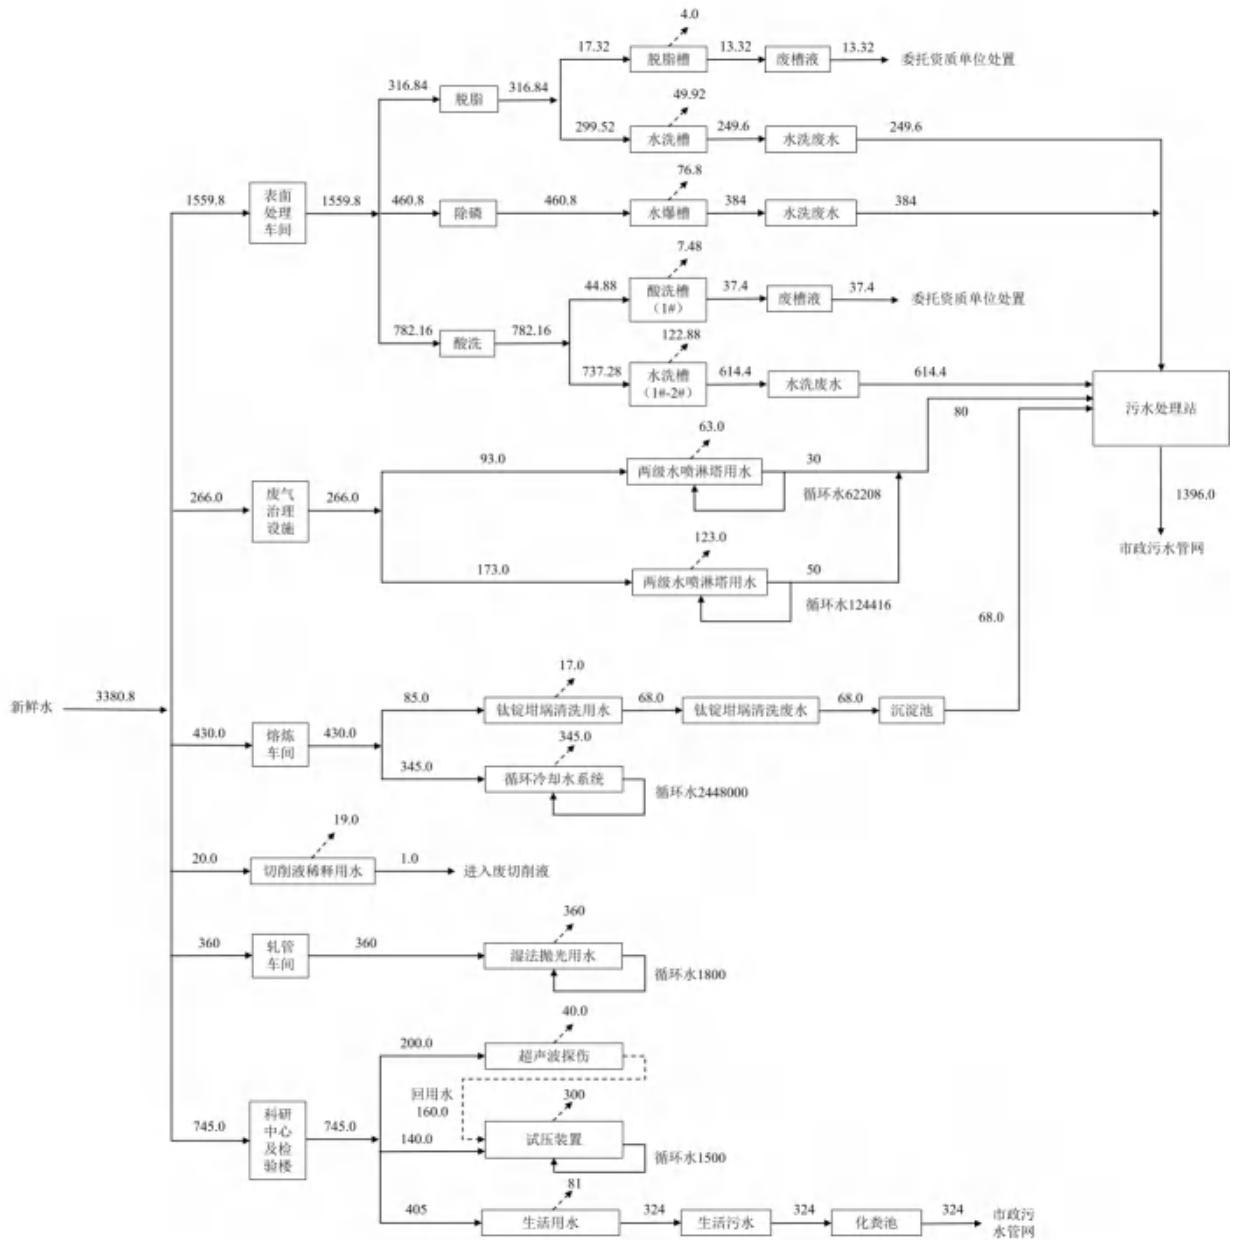 4.0
17.32
脱脂槽
13.32
废槽液
13.32
委托资质单位处置
316.84
脱脂
316.84
49.92
299.52
水洗槽
249.6
水洗废水
249.6
1559.8
表面
处理
车间
1559.8
460.8
除磷
460.8
76.8
水爆槽
384
水洗废水
384
7.48
44.88
酸洗槽
（1#）
37.4
废槽液
37.4
委托资质单位处置
782.16
酸洗
782.16
122.88
737.28
水洗槽
(1#-2#)
614.4
水洗废水
614.4
污水处理站
80
1396.0
市政污水管网
266.0
废气
治理
设施
266.0
93.0
63.0
两级水喷淋塔用水
30
循环水62208
173.0
123.0
两级水喷淋塔用水
50
循环水124416
68.0
新鲜水
3380.8
430.0
熔炼
车间
430.0
85.0
17.0
钛锭坩埚清洗用水
68.0
钛锭坩埚清洗废水
68.0
沉淀池
345.0
345.0
循环冷却水系统
循环水2448000
20.0
19.0
切削液稀释用水
1.0
进入废切削液
360
轧管
车间
360
360
湿法抛光用水
循环水1800
745.0
科研
中心
及检
验楼
745.0
200.0
40.0
超声波探伤
回用水
160.0
140.0
300
试压装置
循环水1500
405
81
生活用水
324
生活污水
324
化粪池
324
市政污
水管网